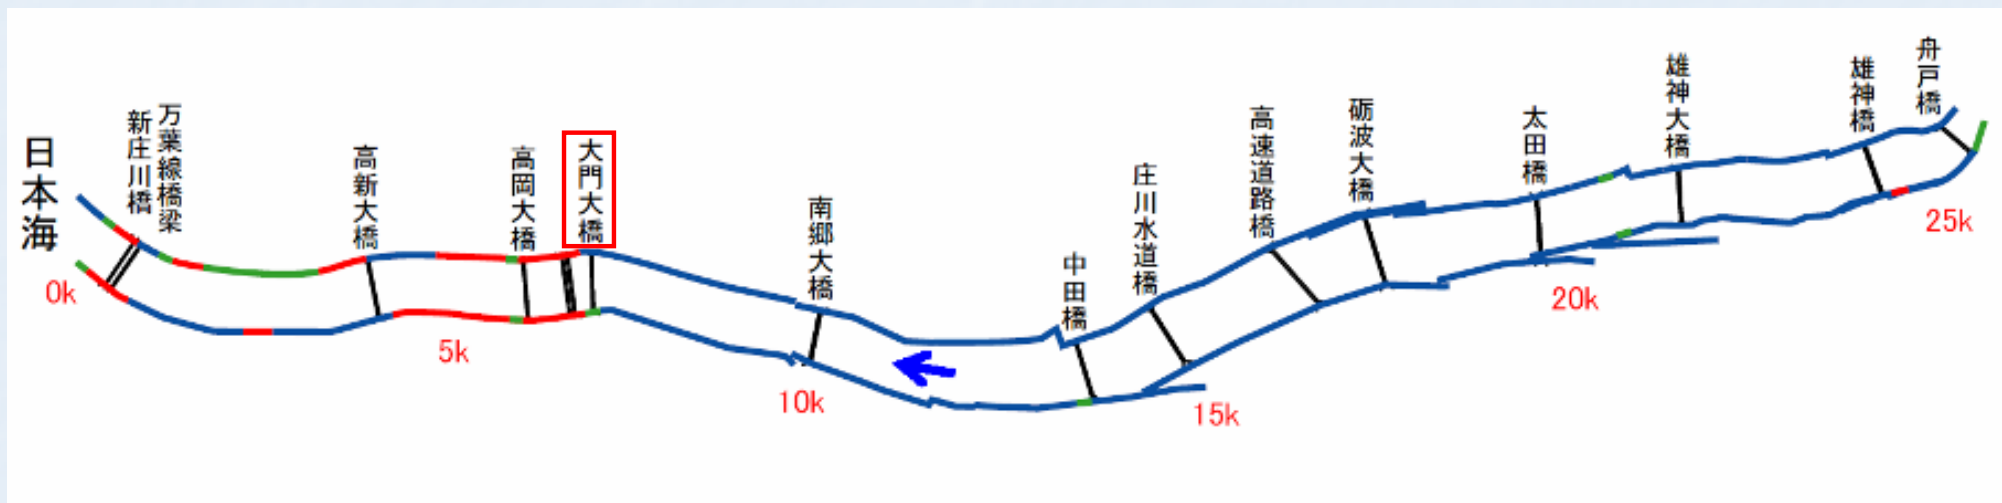 日本海
新庄川橋
万葉線橋梁
高新大橋
高岡大橋
大門大橋
南郷大橋
中田橋
庄川水道橋
高速道路橋
砺波大橋
太田橋
雄神大橋
雄神橋
舟戸橋
0k
5k
10k
15k
20k
25k